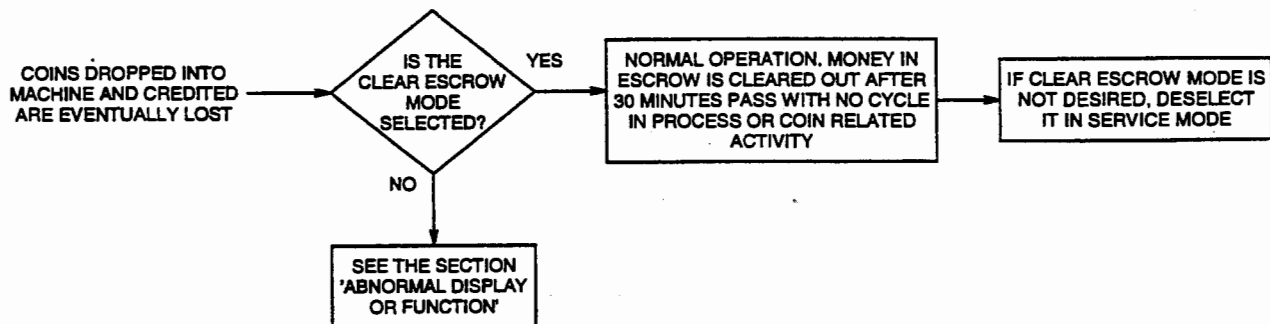 COINS DROPPED INTO
MACHINE AND CREDITED
ARE EVENTUALLY LOST
IS THE
CLEAR ESCROW
MODE
SELECTED?
YES
NORMAL OPERATION. MONEY IN
ESCROW IS CLEARED OUT AFTER
30 MINUTES PASS WITH NO CYCLE
IN PROCESS OR COIN RELATED
ACTIVITY
IF CLEAR ESCROW MODE IS
NOT DESIRED, DESELECT
IT IN SERVICE MODE
NO
SEE THE SECTION
'ABNORMAL DISPLAY
OR FUNCTION'